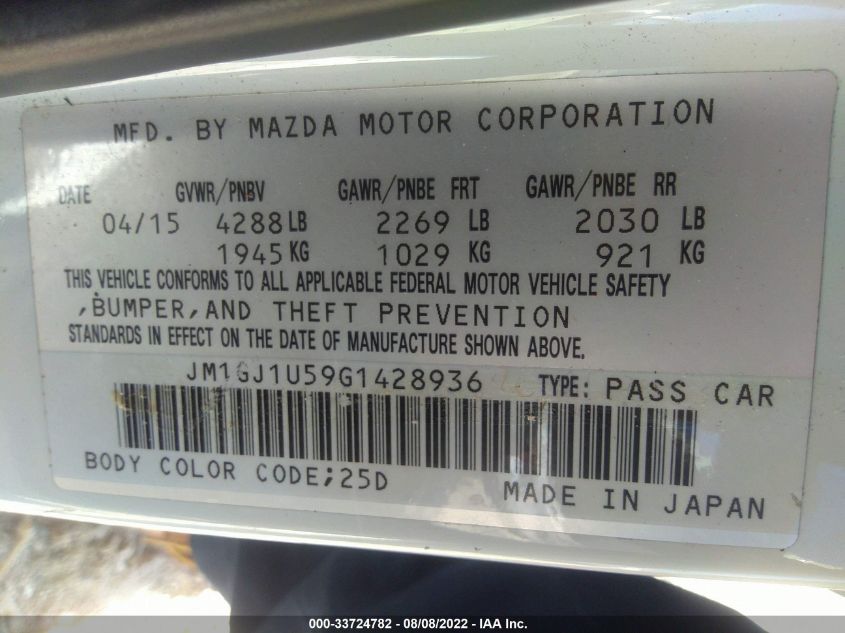 MFD. BY MAZDA MOTOR CORPORATION
DATE GVWR/PNBV GAWR/PNBE FRT GAWR/PNBE RR
04/15 4288 LB 2269 LB 2030 LB
1945 KG 1029 KG 921 KG
THIS VEHICLE CONFORMS TO ALL APPLICABLE FEDERAL MOTOR VEHICLE SAFETY
,BUMPER,AND THEFT PREVENTION
STANDARDS IN EFFECT ON THE DATE OF MANUFACTURE SHOWN ABOVE.
JM1GJ1U59G1428936 TYPE: PASS CAR
BODY COLOR CODE;25D
MADE IN JAPAN
000-33724782 - 08/08/2022 - IAA Inc.